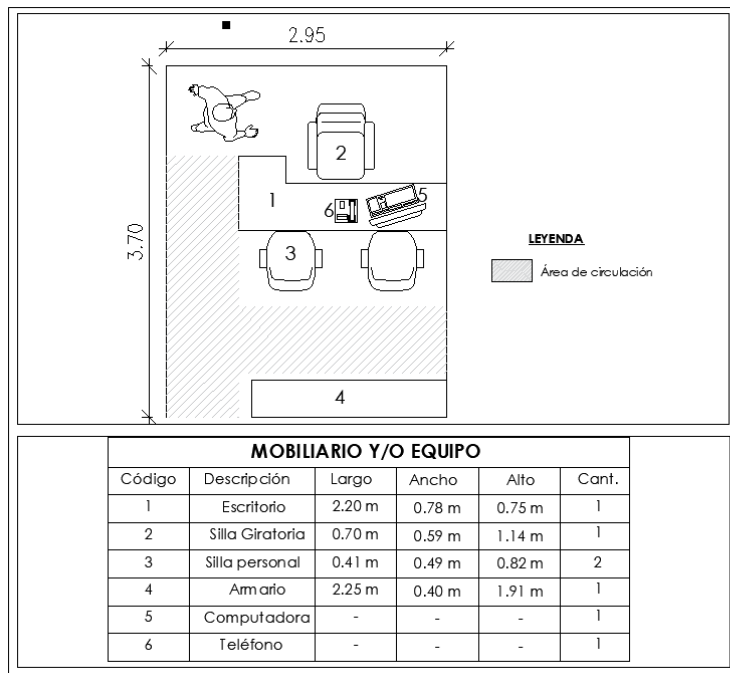 2.95
3.70
2
1
6
5
3
4
LEYENDA
Área de circulación
MOBILIARIO Y/O EQUIPO
Código Descripción Largo Ancho Alto Cant.
1 Escritorio 2.20 m 0.78 m 0.75 m 1
2 Silla Giratoria 0.70 m 0.59 m 1.14 m 1
3 Silla personal 0.41 m 0.49 m 0.82 m 2
4 Armario 2.25 m 0.40 m 1.91 m 1
5 Computadora - - - 1
6 Teléfono - - - 1